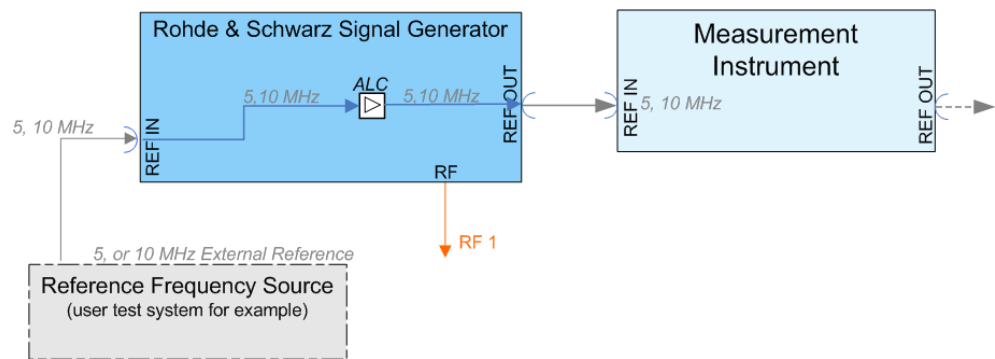 Rohde & Schwarz Signal Generator
ALC
5,10 MHz
5,10 MHz
REF IN
REF OUT
RF
RF 1
5, 10 MHz
Measurement
Instrument
REF IN
5, 10 MHz
REF OUT
5, or 10 MHz External Reference
Reference Frequency Source
(user test system for example)